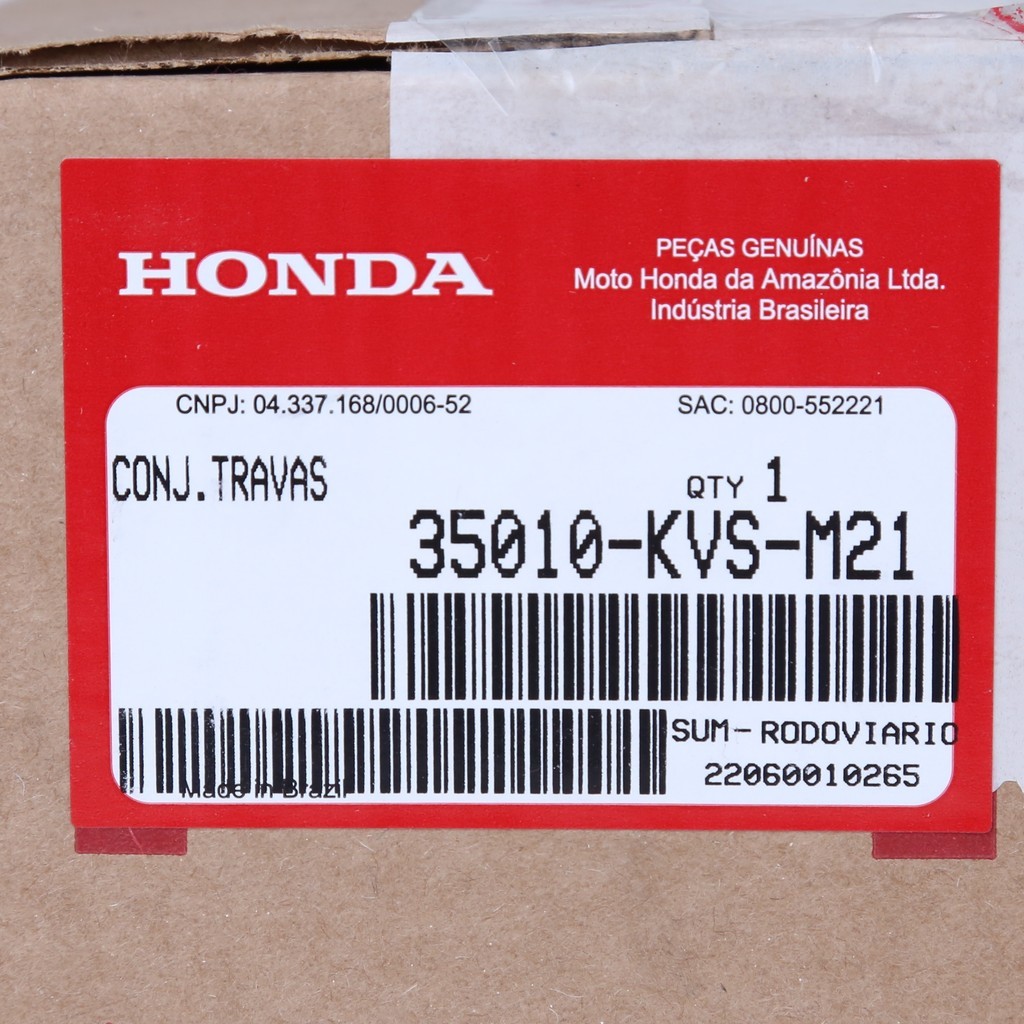 HONDA
PEÇAS GENUÍNAS
Moto Honda da Amazônia Ltda.
Indústria Brasileira
CNPJ: 04.337.168/0006-52
SAC: 0800-552221
CONJ.TRAVAS
QTY 1
35010-KVS-M21
SUM-RODOVIARIO
22060010265
Made in Brazil